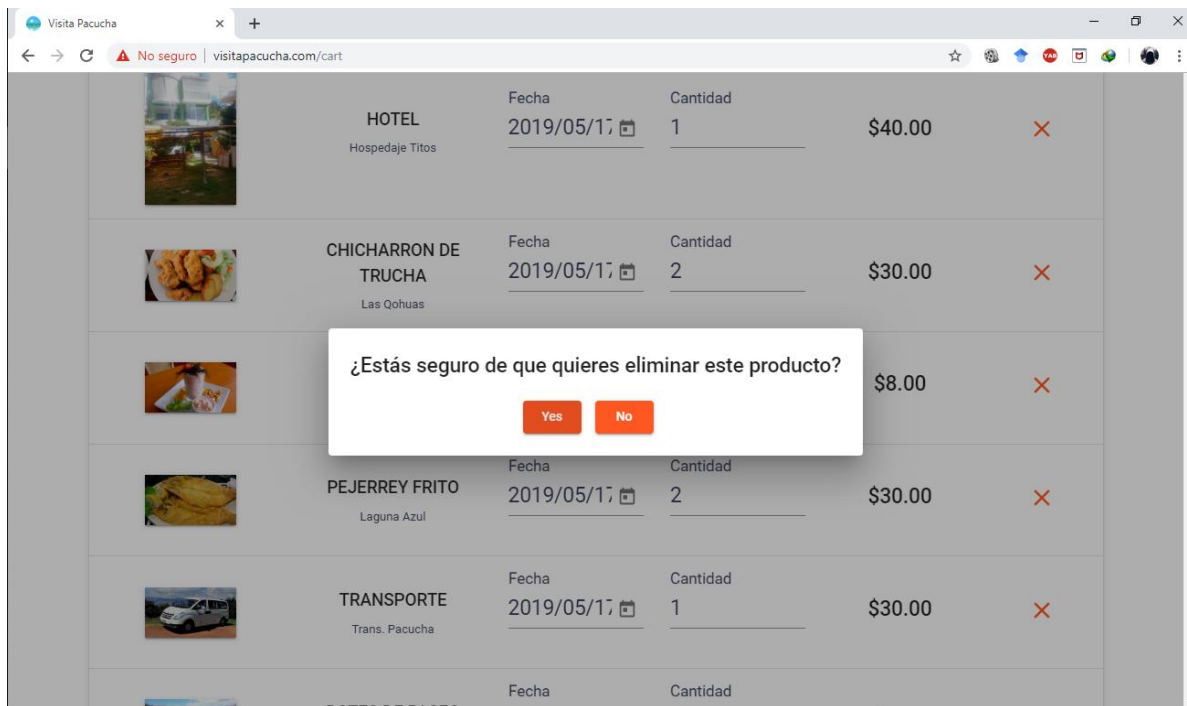 Visita Pacucha
No seguro | visitapacucha.com/cart
YAB
HOTEL
Hospedaje Titos
Fecha
2019/05/17
Cantidad
1
$40.00
CHICHARRON DE
TRUCHA
Las Qohuas
Fecha
2019/05/17
Cantidad
2
$30.00
¿Estás seguro de que quieres eliminar este producto?
Yes
No
$8.00
PEJERREY FRITO
Laguna Azul
Fecha
2019/05/17
Cantidad
2
$30.00
TRANSPORTE
Trans. Pacucha
Fecha
2019/05/17
Cantidad
1
$30.00
Fecha
Cantidad